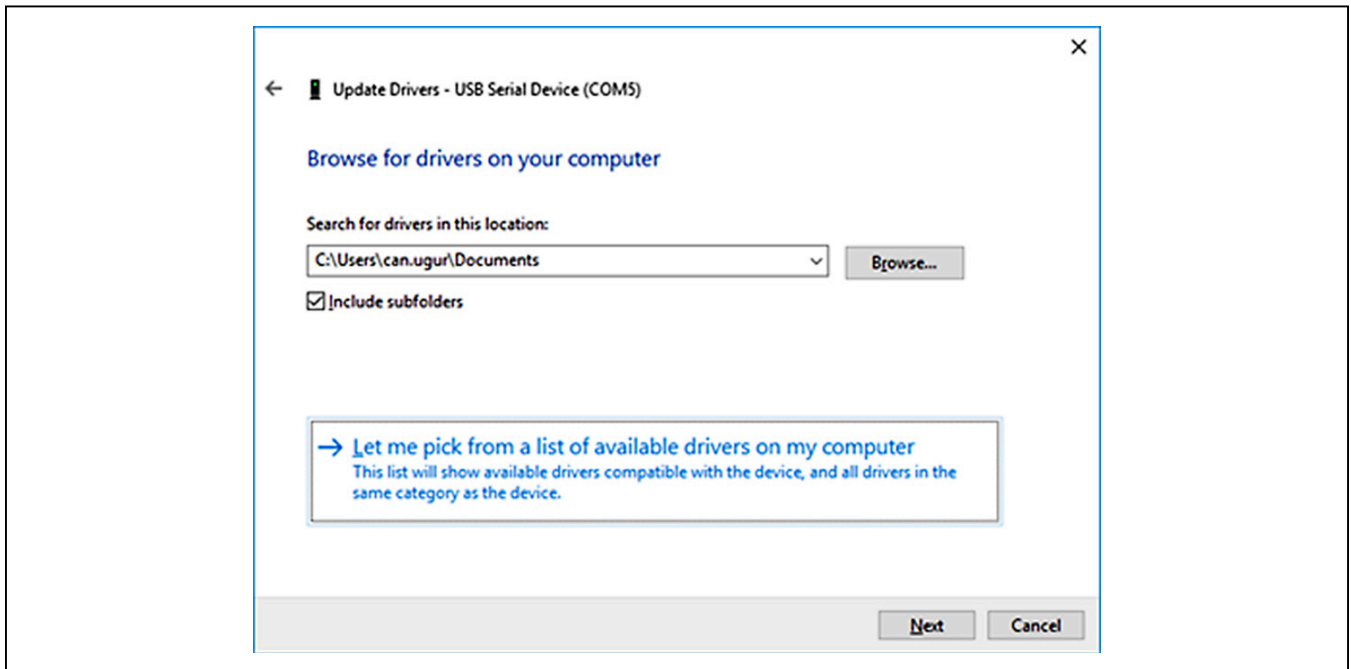 Update Drivers - USB Serial Device (COM5)
Browse for drivers on your computer
Search for drivers in this location:
C:\Users\can.ugur\Documents
Browse...
Include subfolders
Let me pick from a list of available drivers on my computer
This list will show available drivers compatible with the device, and all drivers in the
same category as the device.
Next
Cancel